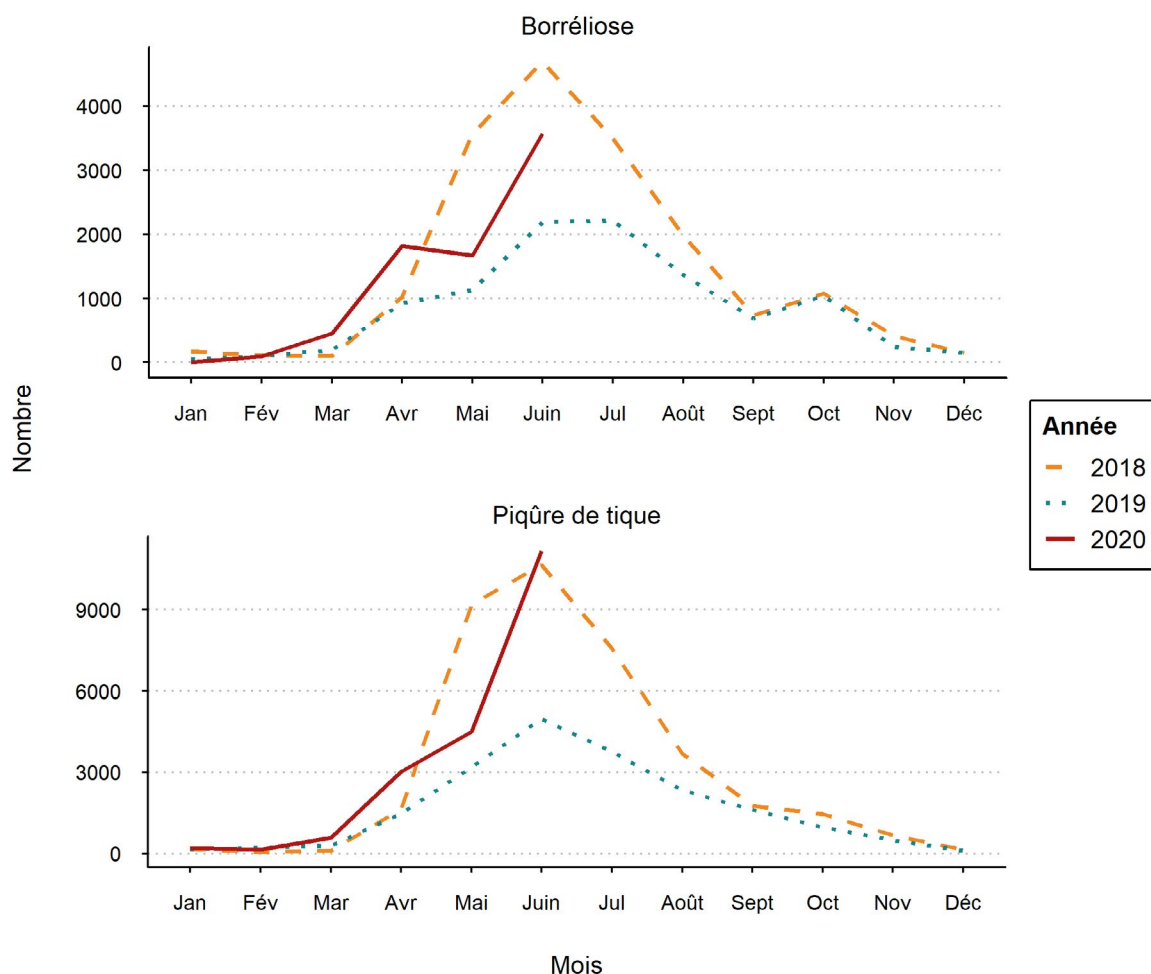 Borréliose
4000
3000
2000
1000
0
Jan Fév Mar Avr Mai Juin Jul Août Sept Oct Nov Déc
Nombre
Année
2018
2019
2020
Piqûre de tique
9000
6000
3000
0
Jan Fév Mar Avr Mai Juin Jul Août Sept Oct Nov Déc
Mois